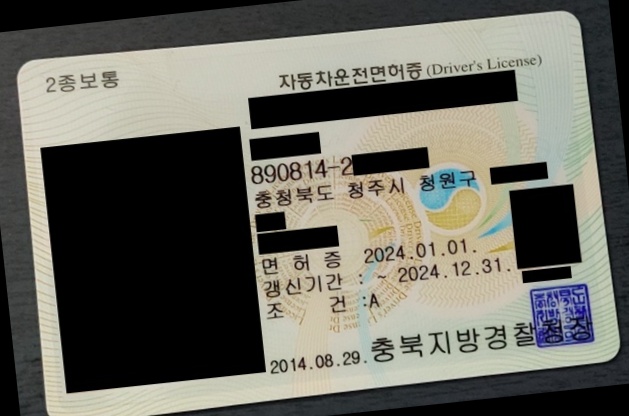 2종보통
자동차운전면허증 (Driver's License)
890814-2
충청북도 청주시 청원구
면 허 증 2024.01.01.
갱신기간 : ~ 2024.12.31.
조 건 :A
2014.08.29. 충북지방경찰청장